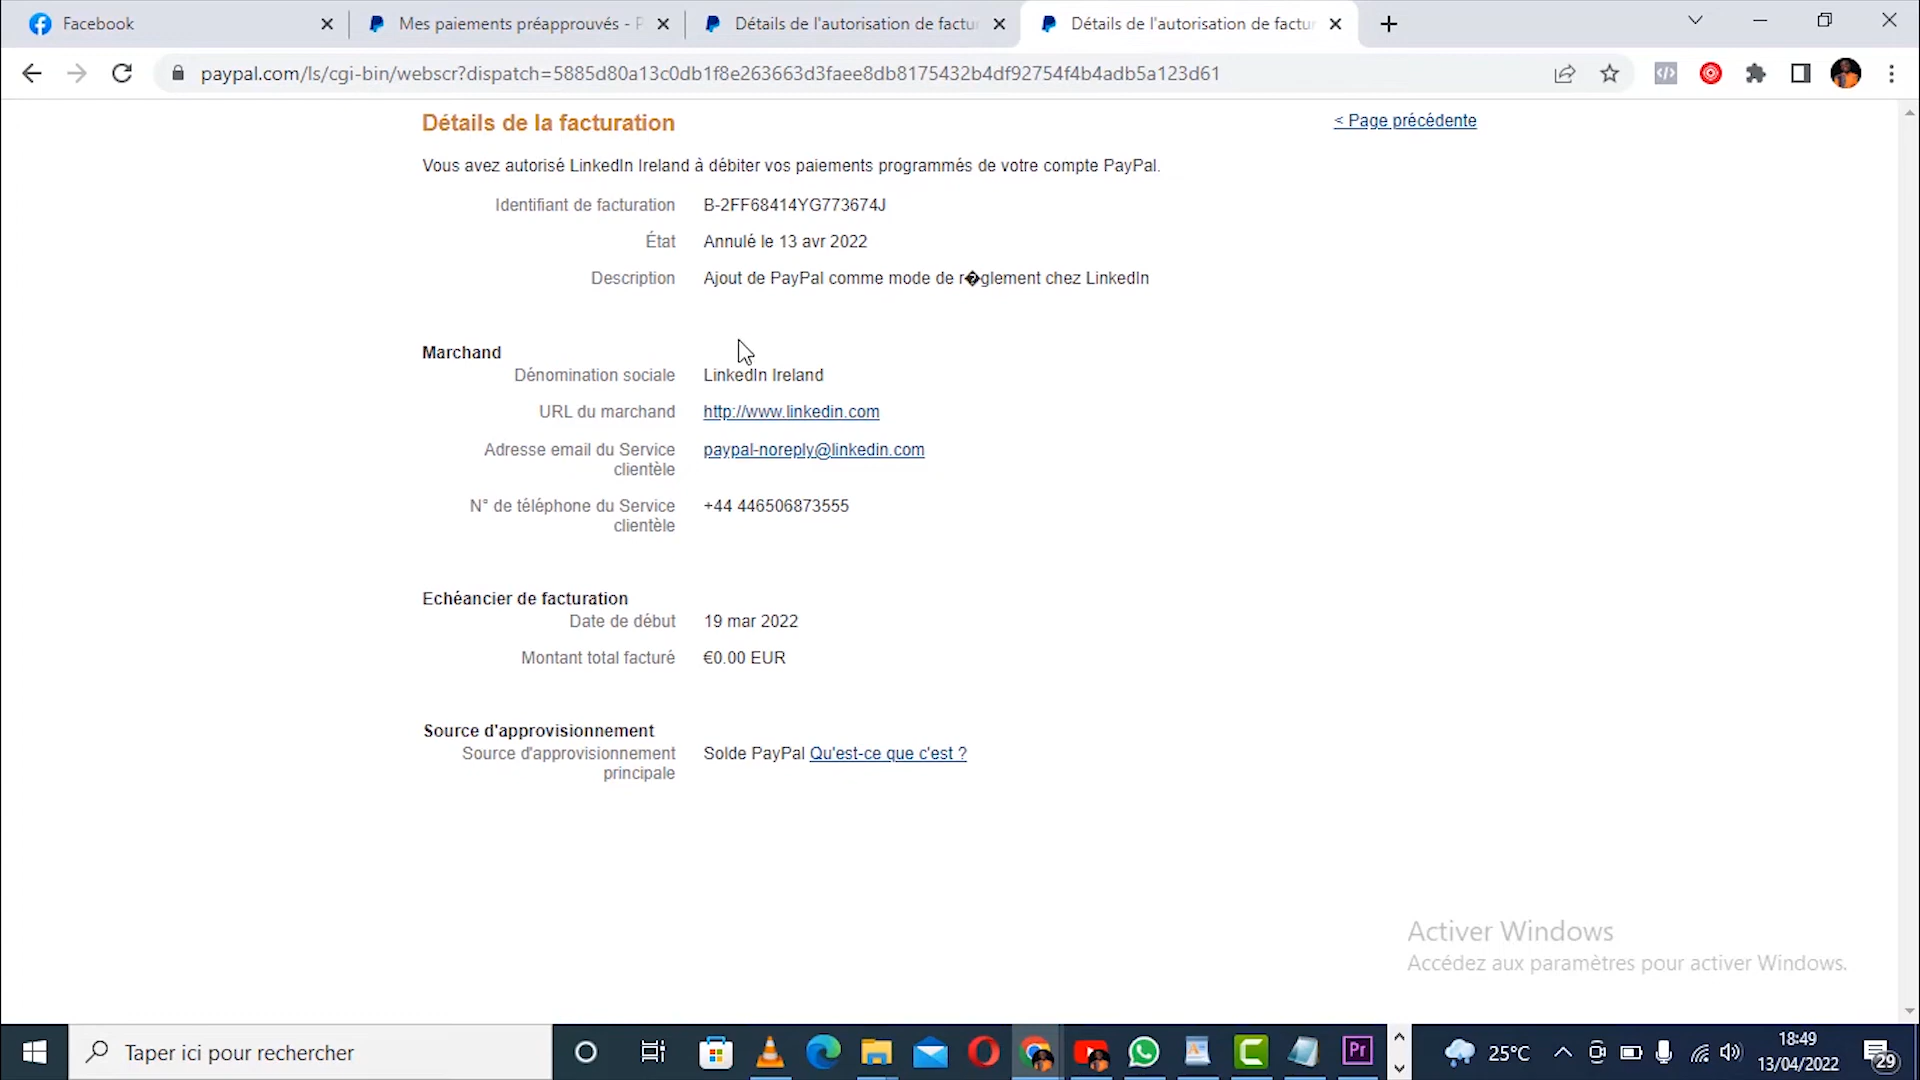 Facebook
Mes paiements préapprouvés - P
Détails de l'autorisation de factur
Détails de l'autorisation de factur
paypal.com/ls/cgi-bin/webscr?dispatch=5885d80a13c0db1f8e263663d3faee8db8175432b4df92754f4b4adb5a123d61
Détails de la facturation
< Page précédente
Vous avez autorisé LinkedIn Ireland à débiter vos paiements programmés de votre compte PayPal.
Identifiant de facturation B-2FF68414YG773674J
État Annulé le 13 avr 2022
Description Ajout de PayPal comme mode de r�glement chez LinkedIn
Marchand
Dénomination sociale LinkedIn Ireland
URL du marchand http://www.linkedin.com
Adresse email du Service paypal-noreply@linkedin.com
clientèle
N° de téléphone du Service +44 446506873555
clientèle
Echéancier de facturation
Date de début 19 mar 2022
Montant total facturé €0.00 EUR
Source d'approvisionnement
Source d'approvisionnement Solde PayPal Qu'est-ce que c'est ?
principale
Activer Windows
Accédez aux paramètres pour activer Windows.
Taper ici pour rechercher
Pr
25°C
18:49
13/04/2022
29